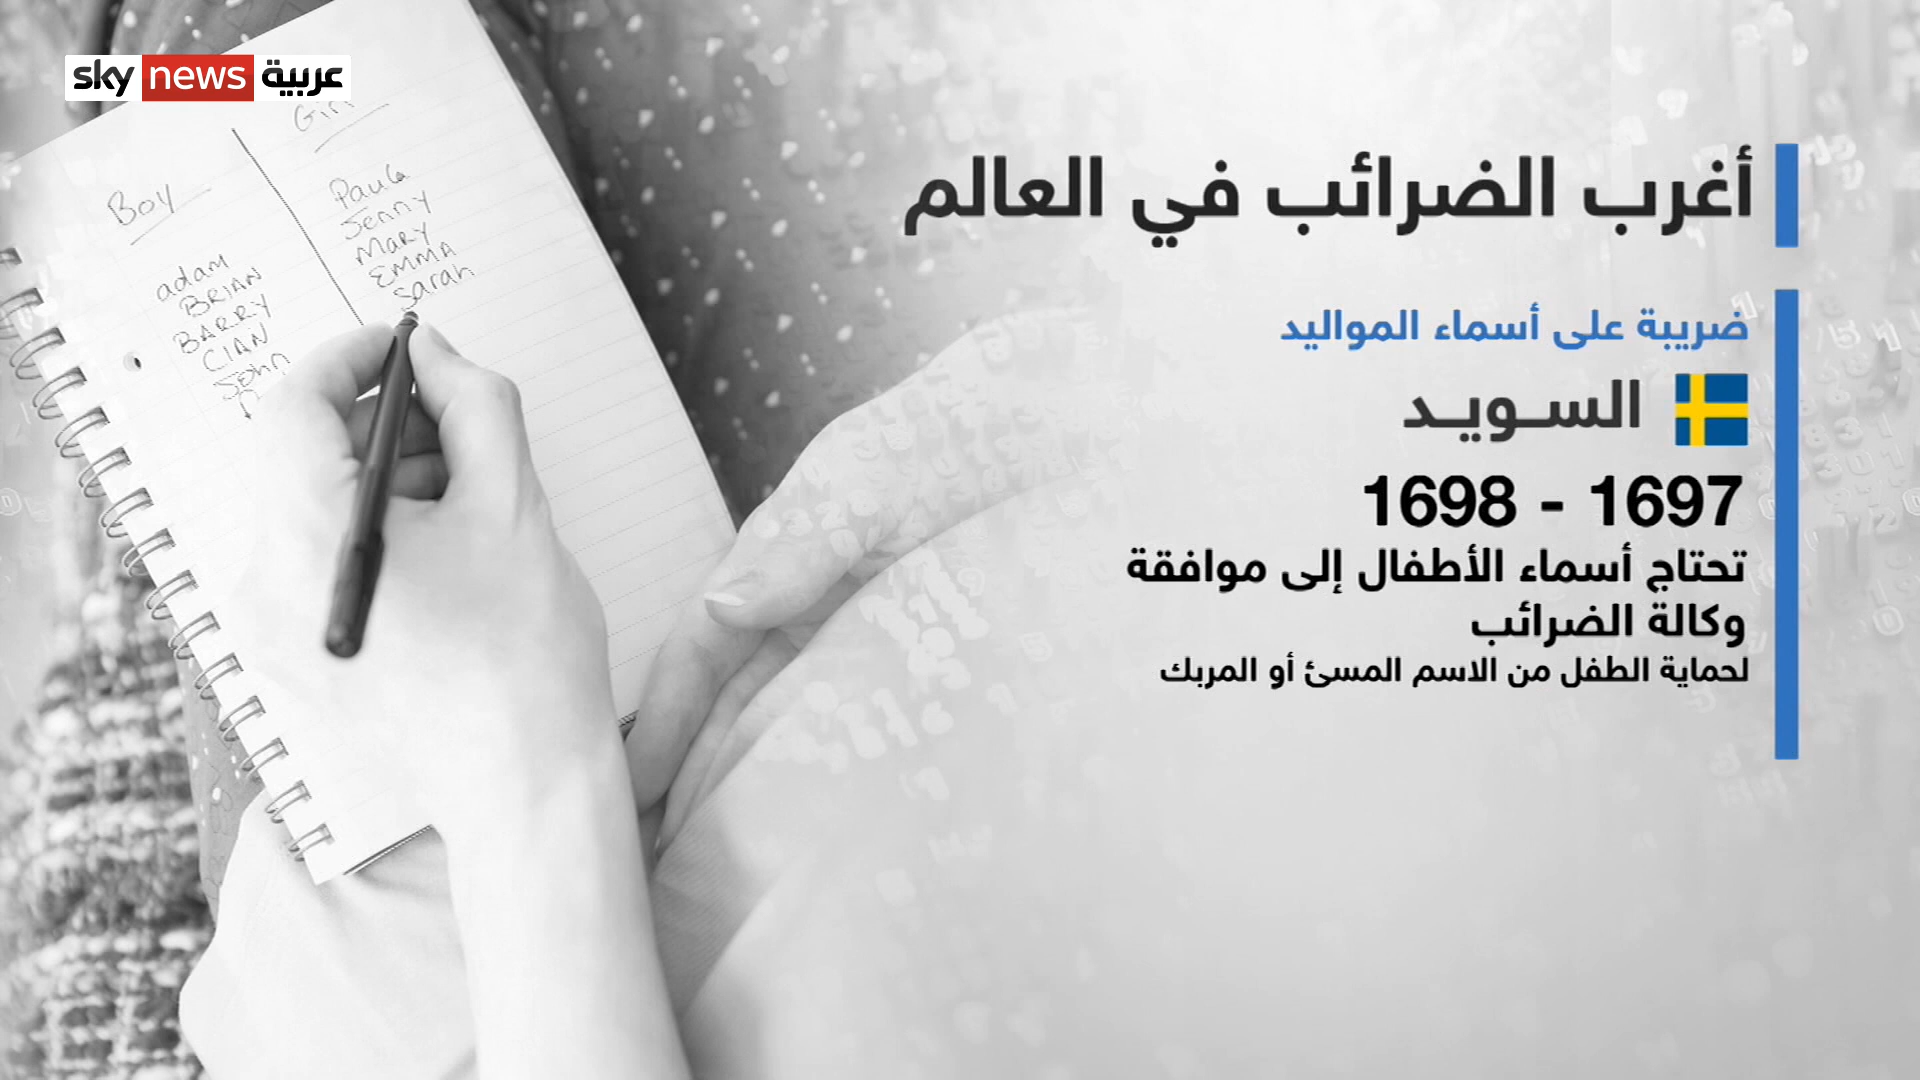 sky news عربية
أغرب الضرائب في العالم
ضريبة على أسماء المواليد
السويد
1697 - 1698
تحتاج أسماء الأطفال إلى موافقة
وكالة الضرائب
لحماية الطفل من الاسم المسئ أو المربك
Boy
adam
BRIAN
BARRY
CIAN
John
Girl
Paula
Jenny
MARY
EMMA
Sarah